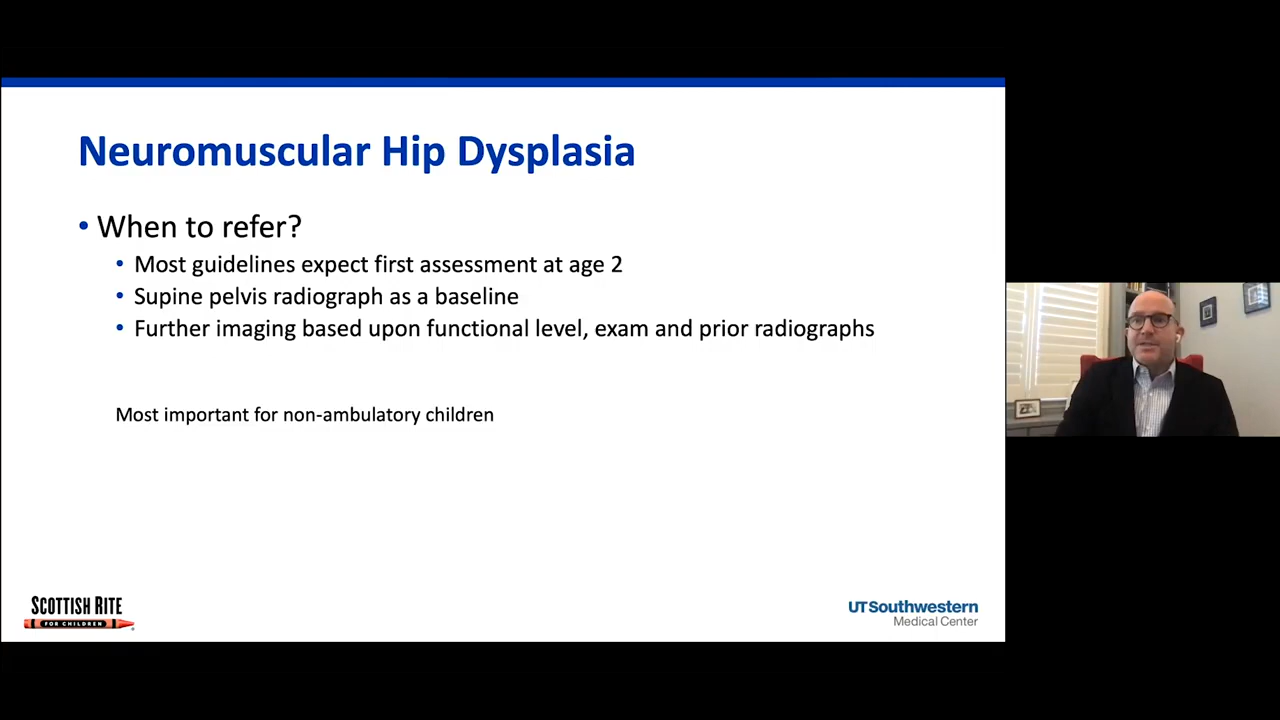 Neuromuscular Hip Dysplasia
• When to refer?
• Most guidelines expect first assessment at age 2
• Supine pelvis radiograph as a baseline
• Further imaging based upon functional level, exam and prior radiographs
Most important for non-ambulatory children
SCOTTISH RITE
FOR CHILDREN
UTSouthwestern
Medical Center